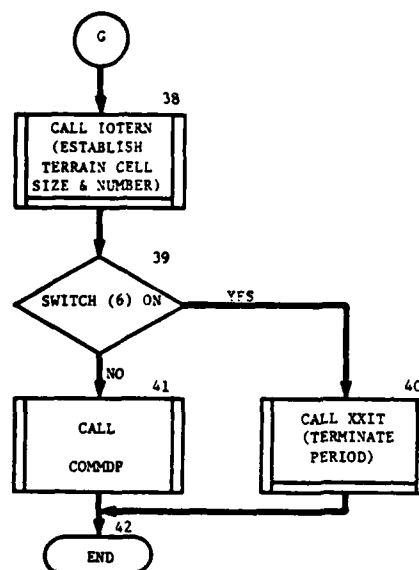 G
38
CALL IOTERN
(ESTABLISH
TERRAIN CELL
SIZE & NUMBER)
39
SWITCH (6) ON
YES
NO
41
CALL
COMMDF
40
CALL XXIT
(TERMINATE
PERIOD)
42
END